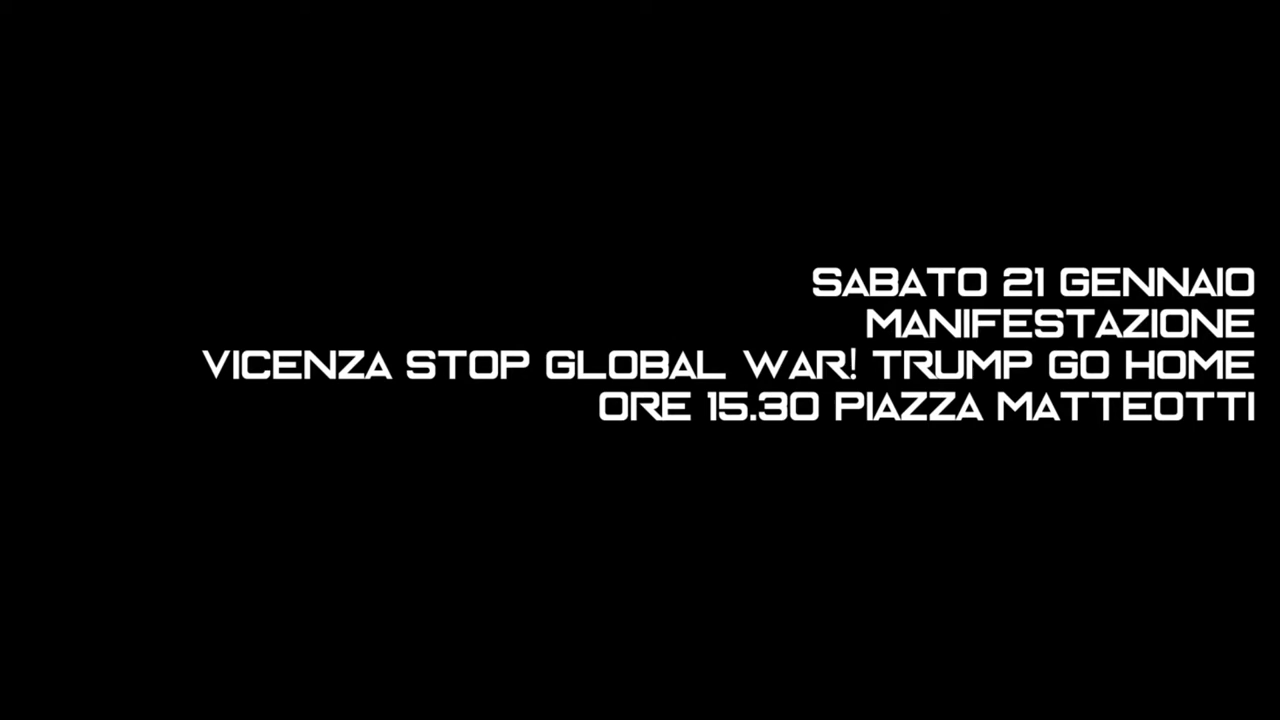 SABATO 21 GENNAIO
MANIFESTAZIONE
VICENZA STOP GLOBAL WAR! TRUMP GO HOME
ORE 15.30 PIAZZA MATTEOTTI